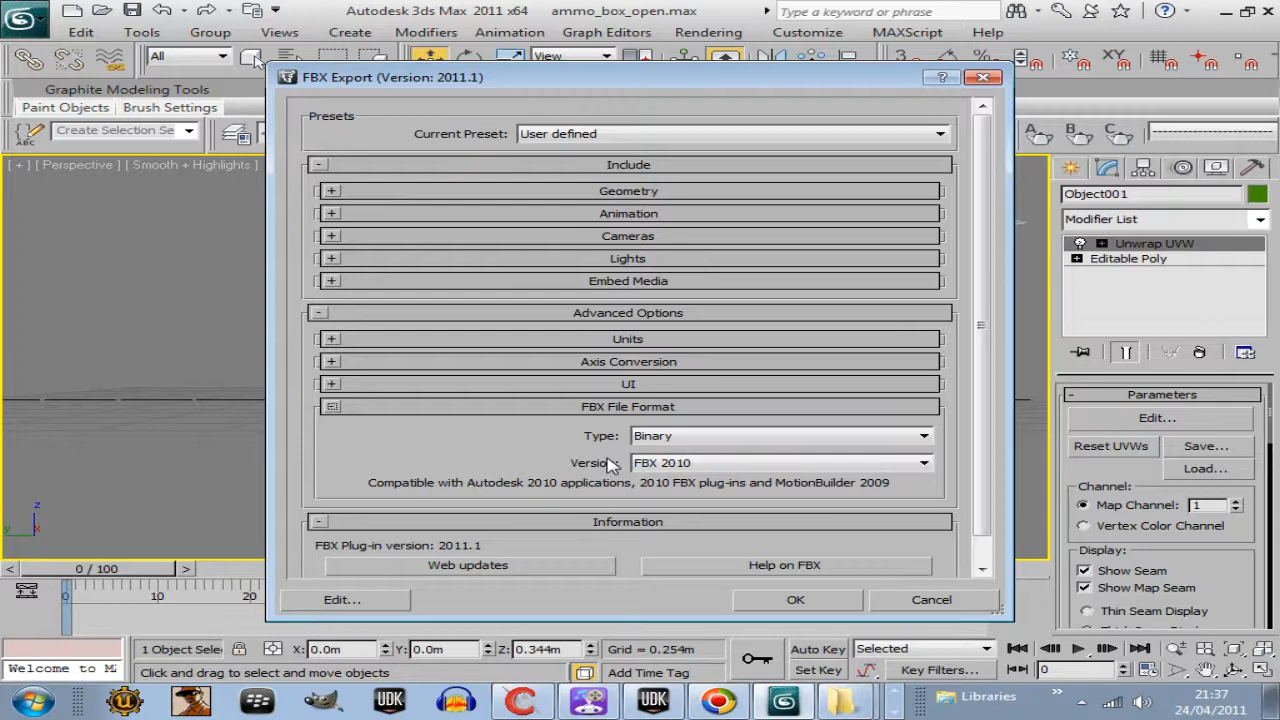 Autodesk 3ds Max 2011 x64 ammo_box_open.max
Type a keyword or phrase
Edit Tools Group Views Create Modifiers Animation Graph Editors Rendering Customize MAXScript Help
All
View
3
XY
Graphite Modeling Tools
Paint Objects Brush Settings
ABC Create Selection Se
A B C
[ + ] [ Perspective ] [ Smooth + Highlights ]
FBX Export (Version: 2011.1)
Presets
Current Preset: User defined
- Include
+ Geometry
+ Animation
+ Cameras
+ Lights
+ Embed Media
- Advanced Options
+ Units
+ Axis Conversion
+ UI
FBX File Format
Type: Binary
FBX 2010
Compatible with Autodesk 2010 applications, 2010 FBX plug-ins and MotionBuilder 2009
- Information
FBX Plug-in version: 2011.1
Web updates Help on FBX
Edit... OK Cancel
Object001
Modifier List
Unwrap UVW
Editable Poly
- Parameters
Edit...
Reset UVWs Save...
Load...
Channel:
Map Channel: 1
Vertex Color Channel
Display:
Show Seam
Show Map Seam
Thin Seam Display
z
y x
< 0 / 100 >
0 10 20
1 Object Sele X: 0.0m Y: 0.0m Z: 0.344m Grid = 0.254m Auto Key Selected
Welcome to MA Click and drag to select and move objects Add Time Tag Set Key Key Filters... 0
UDK UDK Libraries »
21:37
24/04/2011